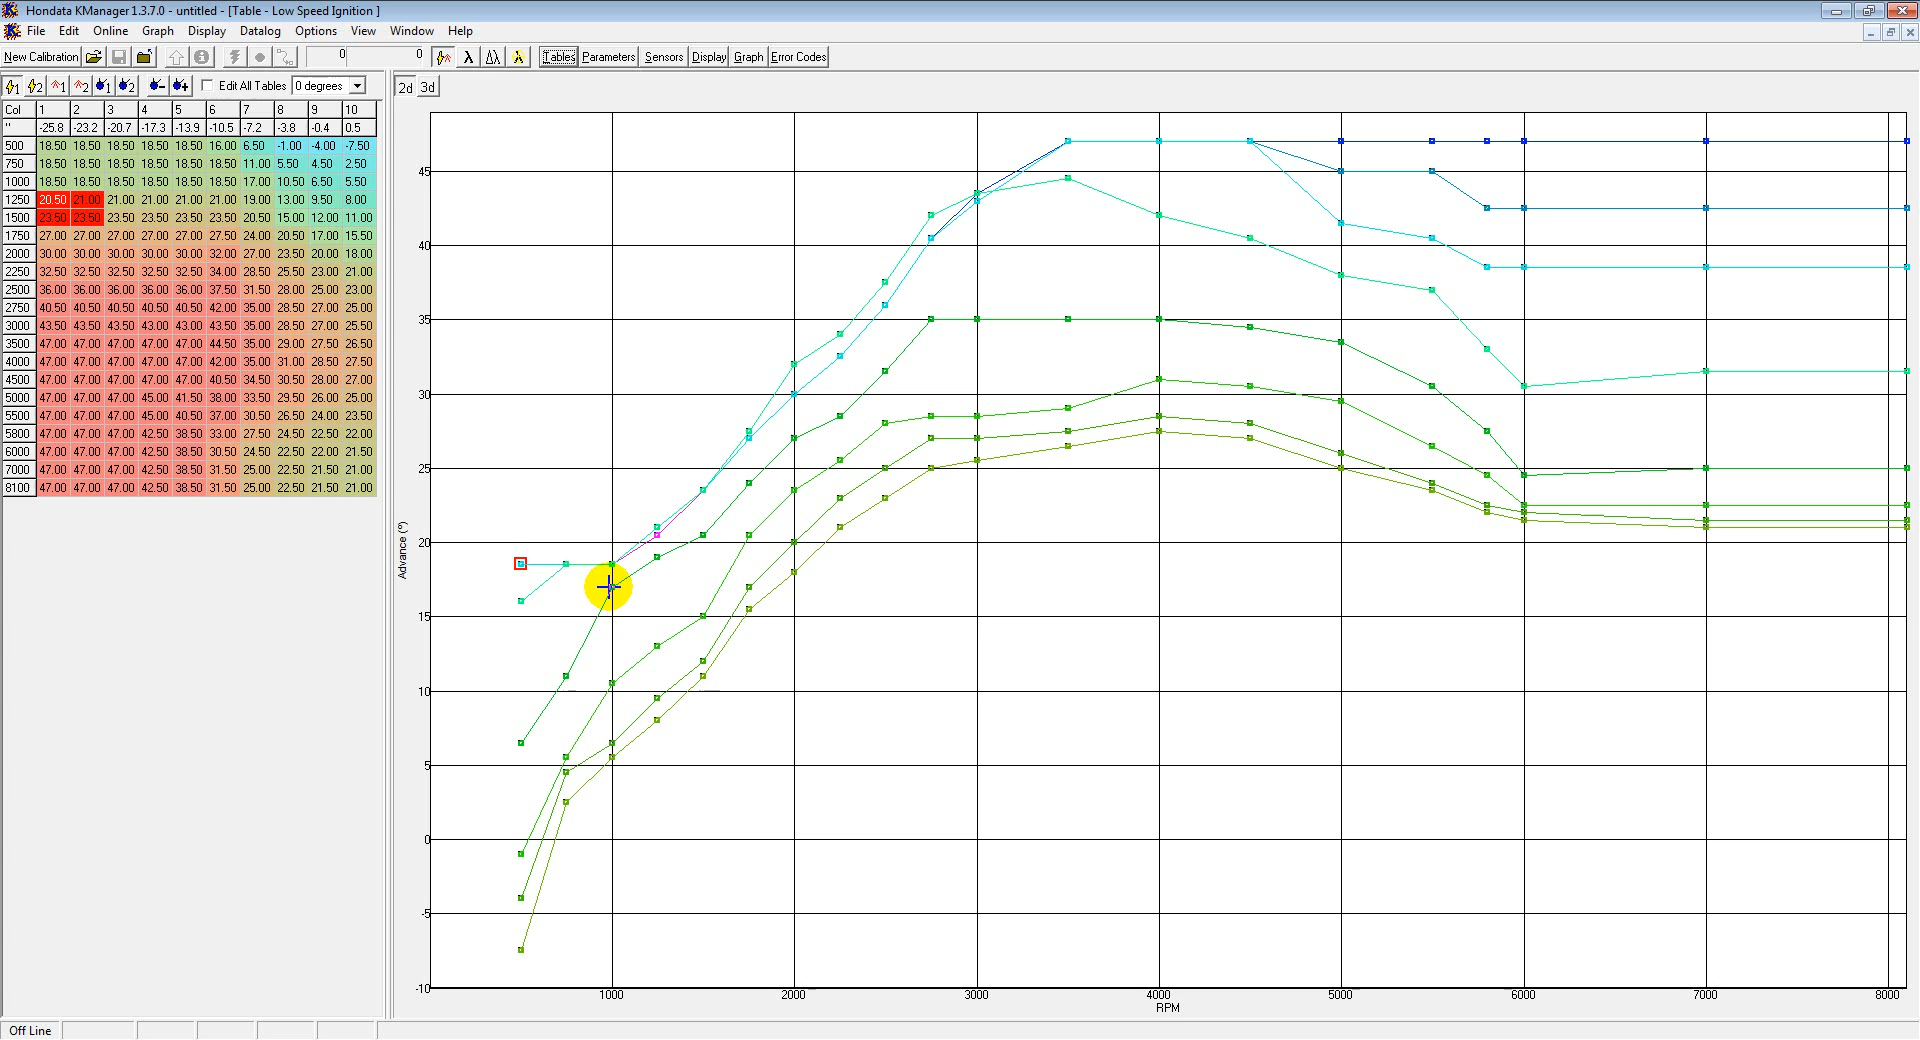 Hondata KManager 1.3.7.0 - untitled - [Table - Low Speed Ignition ]
File Edit Online Graph Display Datalog Options View Window Help
New Calibration 0 0 λ Tables Parameters Sensors Display Graph Error Codes
1 2 1 2 1 2 Edit All Tables 0 degrees 2d 3d
Col 1 2 3 4 5 6 7 8 9 10
" -25.8 -23.2 -20.7 -17.3 -13.9 -10.5 -7.2 -3.8 -0.4 0.5
500 18.50 18.50 18.50 18.50 18.50 16.00 6.50 -1.00 -4.00 -7.50
750 18.50 18.50 18.50 18.50 18.50 18.50 11.00 5.50 4.50 2.50
1000 18.50 18.50 18.50 18.50 18.50 18.50 17.00 10.50 6.50 5.50
1250 20.50 21.00 21.00 21.00 21.00 21.00 19.00 13.00 9.50 8.00
1500 23.50 23.50 23.50 23.50 23.50 23.50 20.50 15.00 12.00 11.00
1750 27.00 27.00 27.00 27.00 27.00 27.50 24.00 20.50 17.00 15.50
2000 30.00 30.00 30.00 30.00 30.00 32.00 27.00 23.50 20.00 18.00
2250 32.50 32.50 32.50 32.50 32.50 34.00 28.50 25.50 23.00 21.00
2500 36.00 36.00 36.00 36.00 36.00 37.50 31.50 28.00 25.00 23.00
2750 40.50 40.50 40.50 40.50 40.50 42.00 35.00 28.50 27.00 25.00
3000 43.50 43.50 43.50 43.00 43.00 43.50 35.00 28.50 27.00 25.50
3500 47.00 47.00 47.00 47.00 47.00 44.50 35.00 29.00 27.50 26.50
4000 47.00 47.00 47.00 47.00 47.00 42.00 35.00 31.00 28.50 27.50
4500 47.00 47.00 47.00 47.00 47.00 40.50 34.50 30.50 28.00 27.00
5000 47.00 47.00 47.00 45.00 41.50 38.00 33.50 29.50 26.00 25.00
5500 47.00 47.00 47.00 45.00 40.50 37.00 30.50 26.50 24.00 23.50
5800 47.00 47.00 47.00 42.50 38.50 33.00 27.50 24.50 22.50 22.00
6000 47.00 47.00 47.00 42.50 38.50 30.50 24.50 22.50 22.00 21.50
7000 47.00 47.00 47.00 42.50 38.50 31.50 25.00 22.50 21.50 21.00
8100 47.00 47.00 47.00 42.50 38.50 31.50 25.00 22.50 21.50 21.00
45
40
35
30
25
20
15
10
5
0
-5
-10
Advance (º)
1000 2000 3000 4000 5000 6000 7000 8000
RPM
Off Line